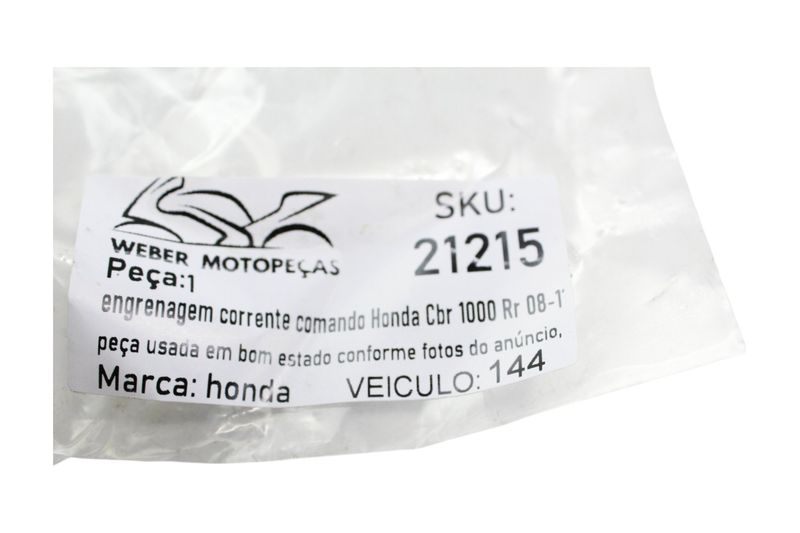 WEBER MOTOPEÇAS
SKU:
21215
Peça:1
engrenagem corrente comando Honda Cbr 1000 Rr 08-1
peça usada em bom estado conforme fotos do anúncio,
Marca: honda
VEICULO: 144